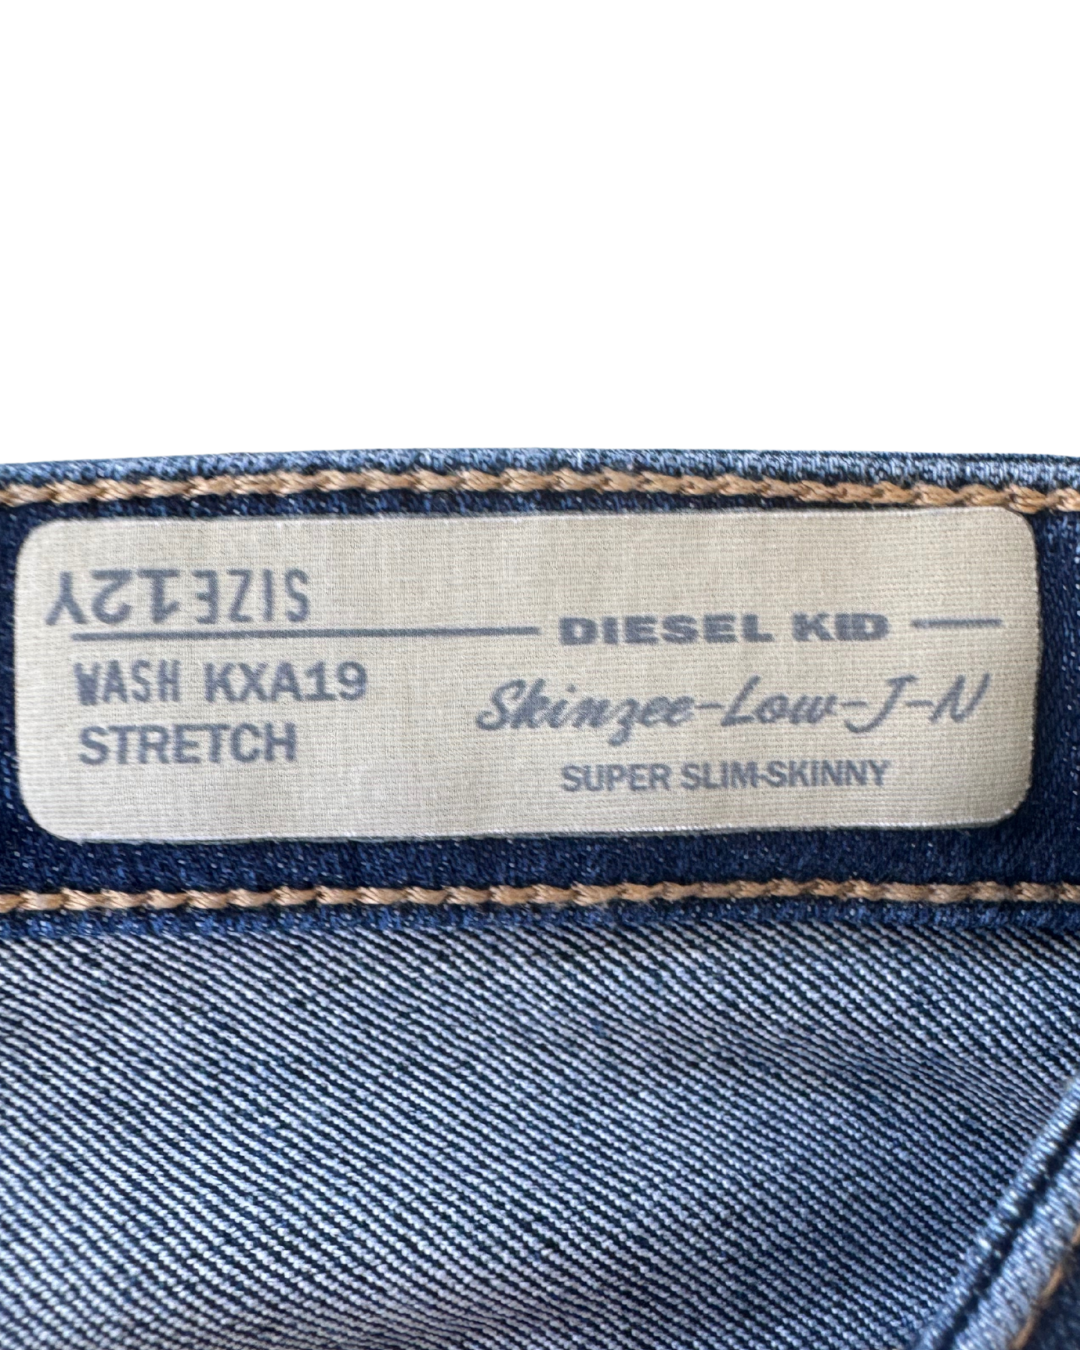 SIZE12Y
DIESEL KID
WASH KXA19
STRETCH
Skinzee-Low-J-N
SUPER SLIM-SKINNY